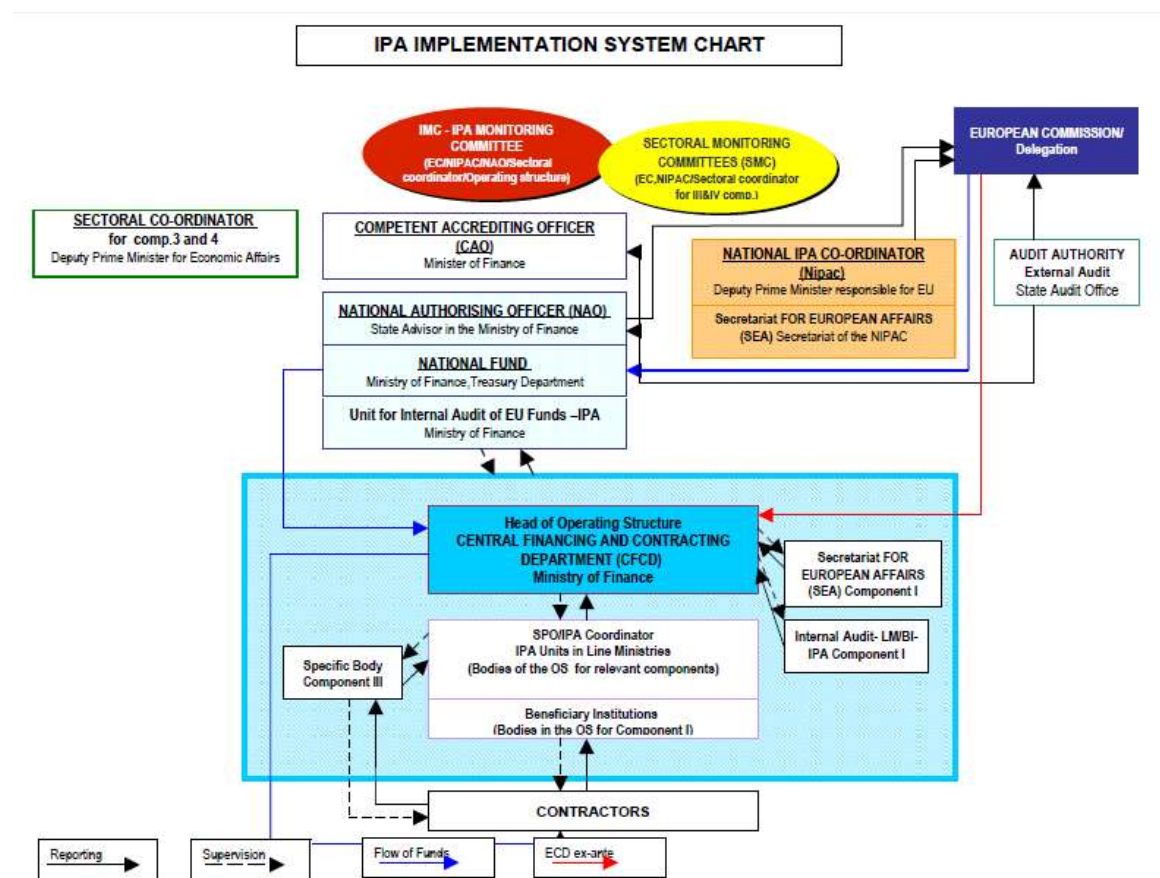 IPA IMPLEMENTATION SYSTEM CHART
IMC - IPA MONITORING
COMMITTEE
(EC/NIPAC/NAO/Sectoral
coordinator/Operating structure)
SECTORAL MONITORING
COMMITTEES (SMC)
(EC,NIPAC/Sectoral coordinator
for III&IV comp.)
EUROPEAN COMMISSION/
Delegation
SECTORAL CO-ORDINATOR
for comp.3 and 4
Deputy Prime Minister for Economic Affairs
COMPETENT ACCREDITING OFFICER
(CAO)
Minister of Finance
NATIONAL IPA CO-ORDINATOR
(Nipac)
Deputy Prime Minister responsible for EU
Secretariat FOR EUROPEAN AFFAIRS
(SEA) Secretariat of the NIPAC
AUDIT AUTHORITY
External Audit
State Audit Office
NATIONAL AUTHORISING OFFICER (NAO)
State Advisor in the Ministry of Finance
NATIONAL FUND
Ministry of Finance,Treasury Department
Unit for Internal Audit of EU Funds –IPA
Ministry of Finance
Head of Operating Structure
CENTRAL FINANCING AND CONTRACTING
DEPARTMENT (CFCD)
Ministry of Finance
Secretariat FOR
EUROPEAN AFFAIRS
(SEA) Component I
Internal Audit- LM/BI-
IPA Component I
SPO/IPA Coordinator
IPA Units in Line Ministries
(Bodies of the OS for relevant components)
Specific Body
Component III
Beneficiary Institutions
(Bodies in the OS for Component I)
CONTRACTORS
Reporting
Supervision
Flow of Funds
ECD ex-ante